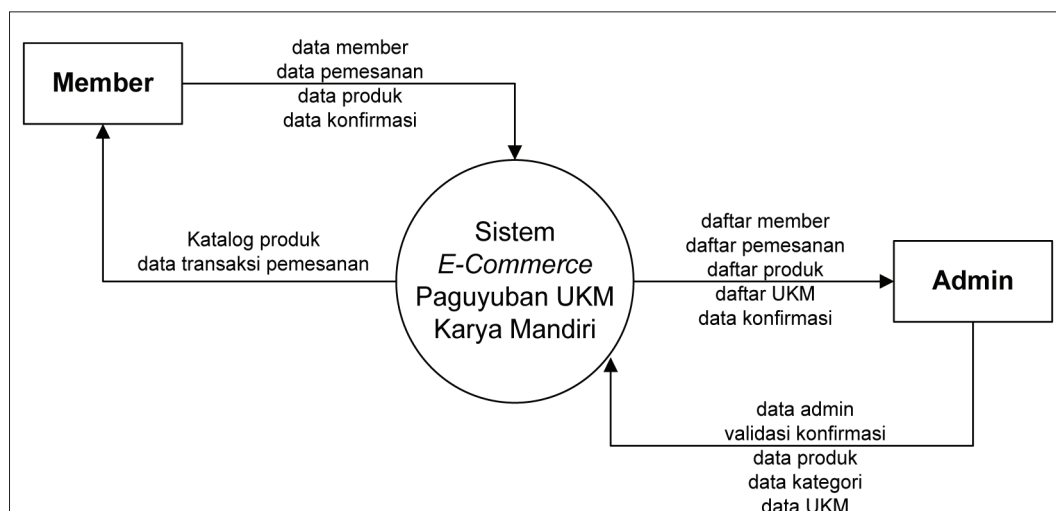 Member
data member
data pemesanan
data produk
data konfirmasi
Katalog produk
data transaksi pemesanan
Sistem
E-Commerce
Paguyuban UKM
Karya Mandiri
daftar member
daftar pemesanan
daftar produk
daftar UKM
data konfirmasi
Admin
data admin
validasi konfirmasi
data produk
data kategori
data UKM